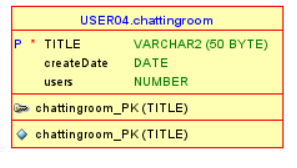 USER04.chattingroom
P * TITLE VARCHAR2 (50 BYTE)
createDate DATE
users NUMBER
chattingroom_PK (TITLE)
chattingroom_PK (TITLE)